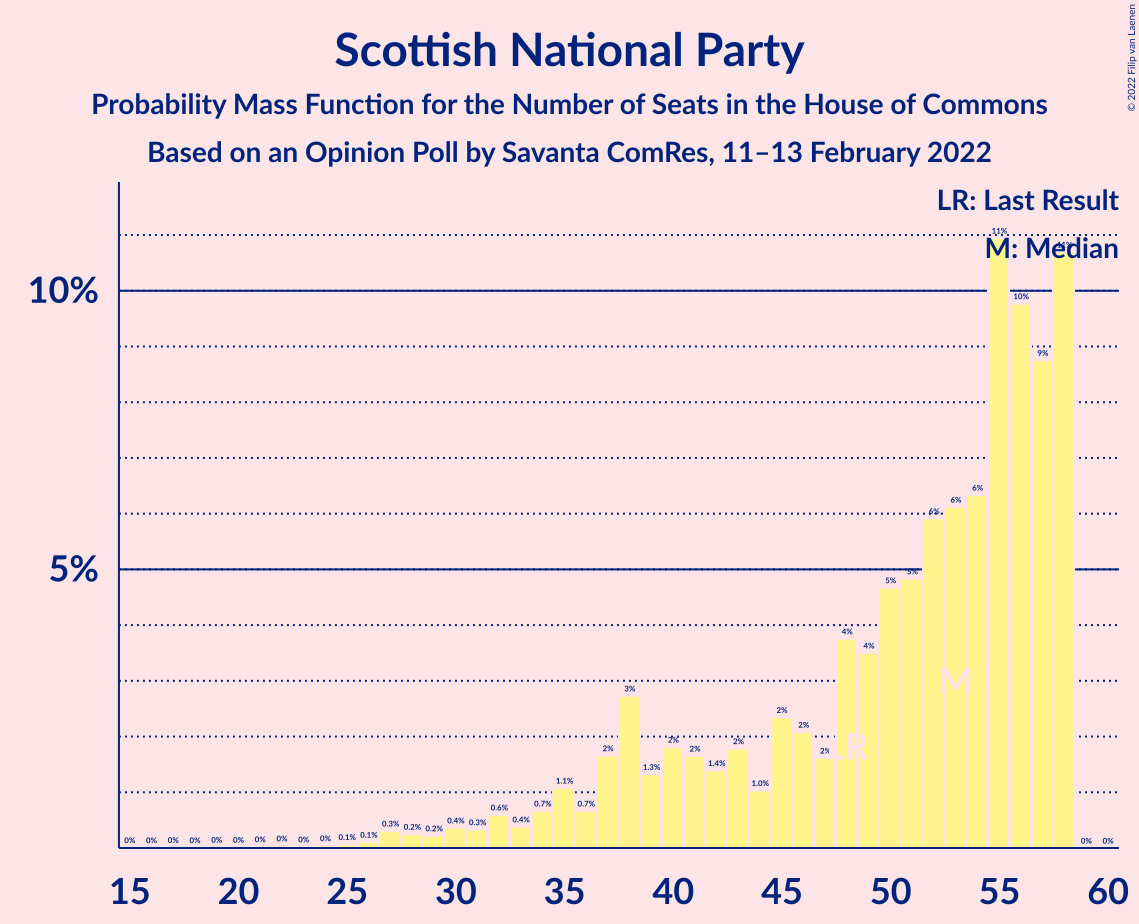 © 2022 Filip van Laenen
Scottish National Party
Probability Mass Function for the Number of Seats in the House of Commons
Based on an Opinion Poll by Savanta ComRes, 11–13 February 2022
LR: Last Result
M: Median
10%
5%
0% 0% 0% 0% 0% 0% 0% 0% 0% 0% 0.1% 0.1% 0.3% 0.2% 0.2% 0.4% 0.3% 0.6% 0.4% 0.7% 1.1% 0.7% 2% 3% 1.3% 2% 2% 1.4% 2% 1.0% 2% 2% 2% 4% 4% 5% 5% 6% 6% 6% 11% 10% 9% 11% 0% 0%
LR
M
15 20 25 30 35 40 45 50 55 60